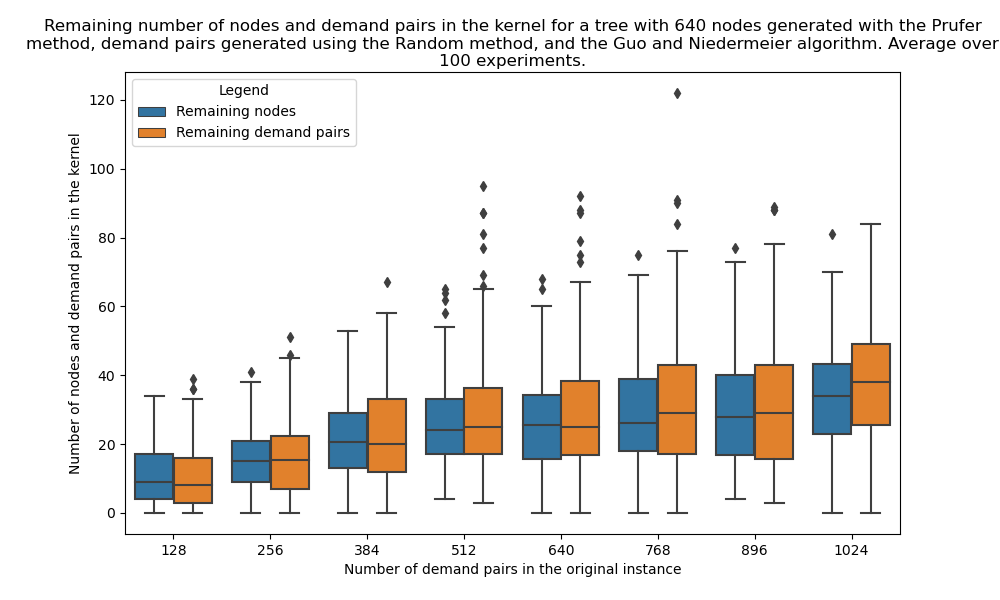 Remaining number of nodes and demand pairs in the kernel for a tree with 640 nodes generated with the Prufer
method, demand pairs generated using the Random method, and the Guo and Niedermeier algorithm. Average over
100 experiments.
Legend
Remaining nodes
Remaining demand pairs
Number of nodes and demand pairs in the kernel
120
100
80
60
40
20
0
128 256 384 512 640 768 896 1024
Number of demand pairs in the original instance